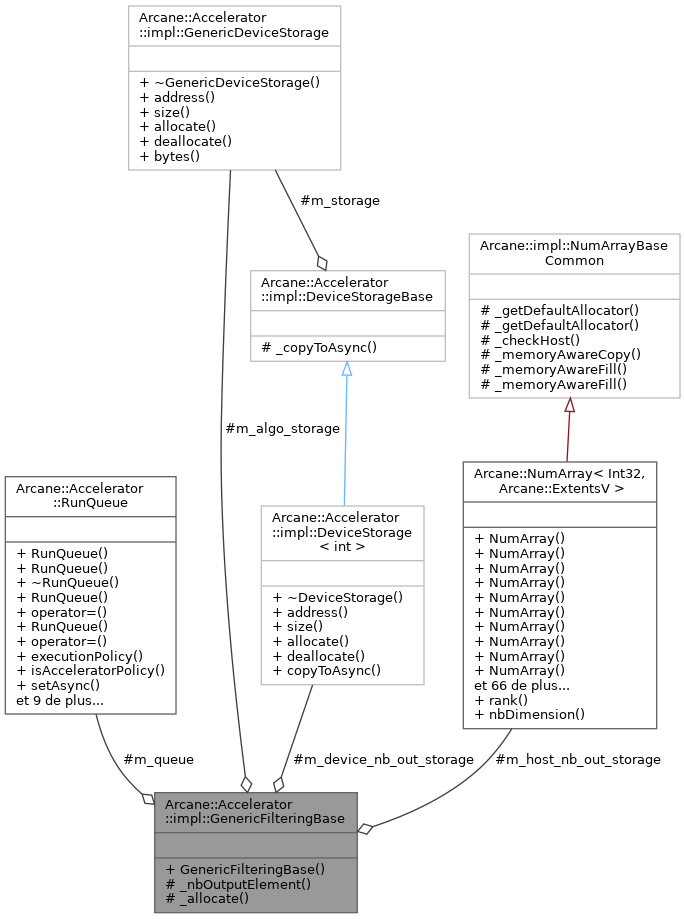 Arcane::Accelerator
::impl::GenericDeviceStorage
+ ~GenericDeviceStorage()
+ address()
+ size()
+ allocate()
+ deallocate()
+ bytes()
#m_storage
Arcane::impl::NumArrayBase
Common
# _getDefaultAllocator()
# _getDefaultAllocator()
# _checkHost()
# _memoryAwareCopy()
# _memoryAwareFill()
# _memoryAwareFill()
Arcane::Accelerator
::impl::DeviceStorageBase
# _copyToAsync()
#m_algo_storage
Arcane::Accelerator
::RunQueue
+ RunQueue()
+ RunQueue()
+ ~RunQueue()
+ RunQueue()
+ operator=()
+ RunQueue()
+ operator=()
+ executionPolicy()
+ isAcceleratorPolicy()
+ setAsync()
et 9 de plus...
Arcane::Accelerator
::impl::DeviceStorage
< int >
+ ~DeviceStorage()
+ address()
+ size()
+ allocate()
+ deallocate()
+ copyToAsync()
Arcane::NumArray< Int32,
Arcane::ExtentsV >
+ NumArray()
+ NumArray()
+ NumArray()
+ NumArray()
+ NumArray()
+ NumArray()
+ NumArray()
+ NumArray()
+ NumArray()
+ NumArray()
et 66 de plus...
+ rank()
+ nbDimension()
#m_queue
#m_device_nb_out_storage
#m_host_nb_out_storage
Arcane::Accelerator
::impl::GenericFilteringBase
+ GenericFilteringBase()
# _nbOutputElement()
# _allocate()